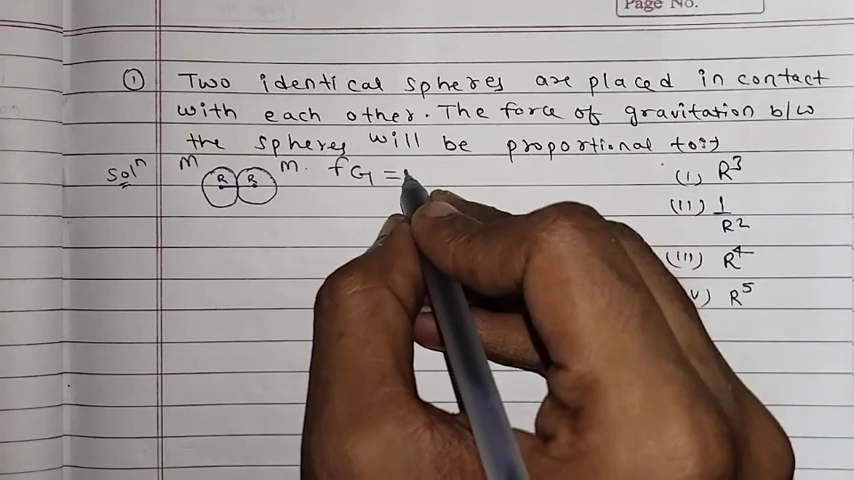 Page No.
① Two identical spheres are placed in contact
with each other. The force of gravitation b/w
the spheres will be proportional to:→
Solⁿ M R R M. fG =
(i) R³
(ii) 1/R²
(iii) R⁴
v) R⁵